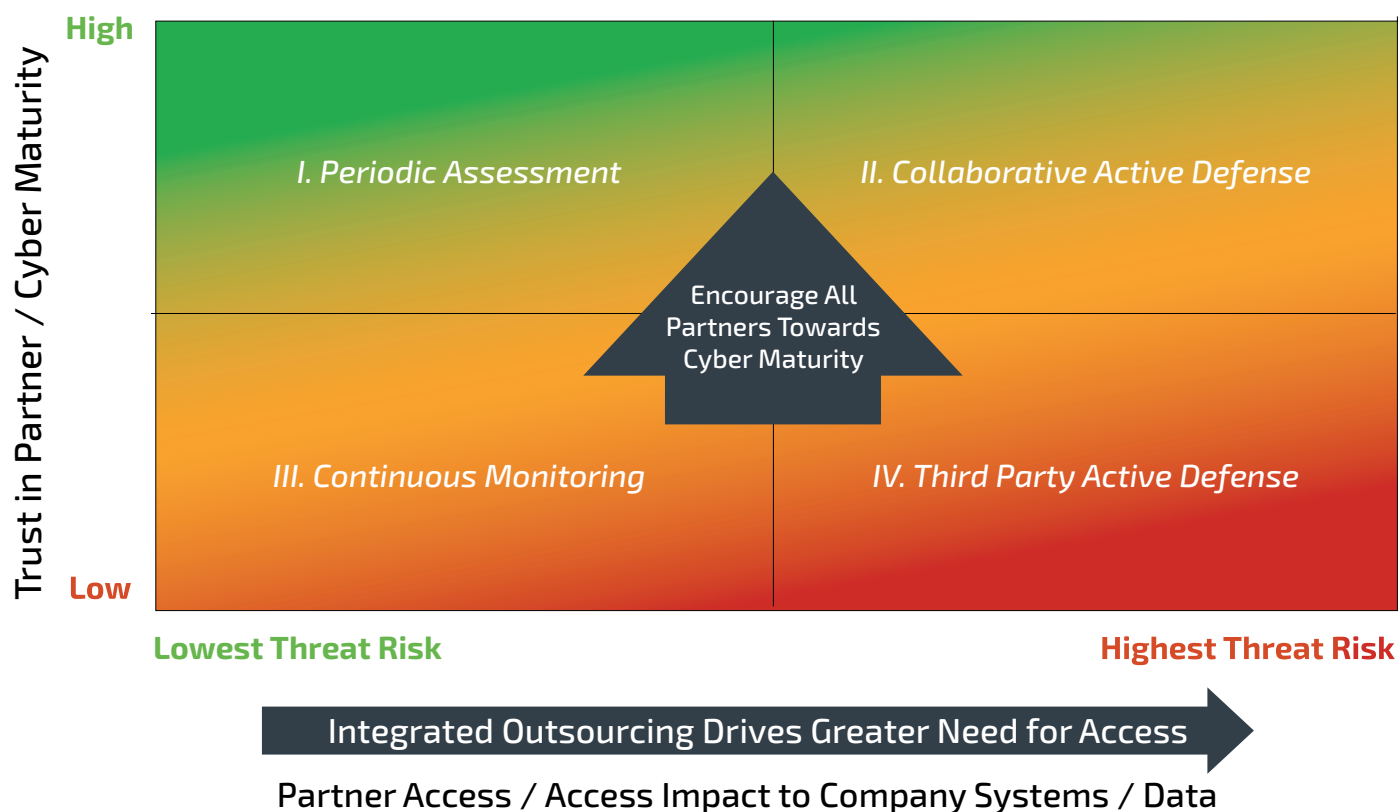 High
Trust in Partner / Cyber Maturity
I. Periodic Assessment
II. Collaborative Active Defense
Encourage All
Partners Towards
Cyber Maturity
III. Continuous Monitoring
IV. Third Party Active Defense
Low
Lowest Threat Risk
Highest Threat Risk
Integrated Outsourcing Drives Greater Need for Access
Partner Access / Access Impact to Company Systems / Data